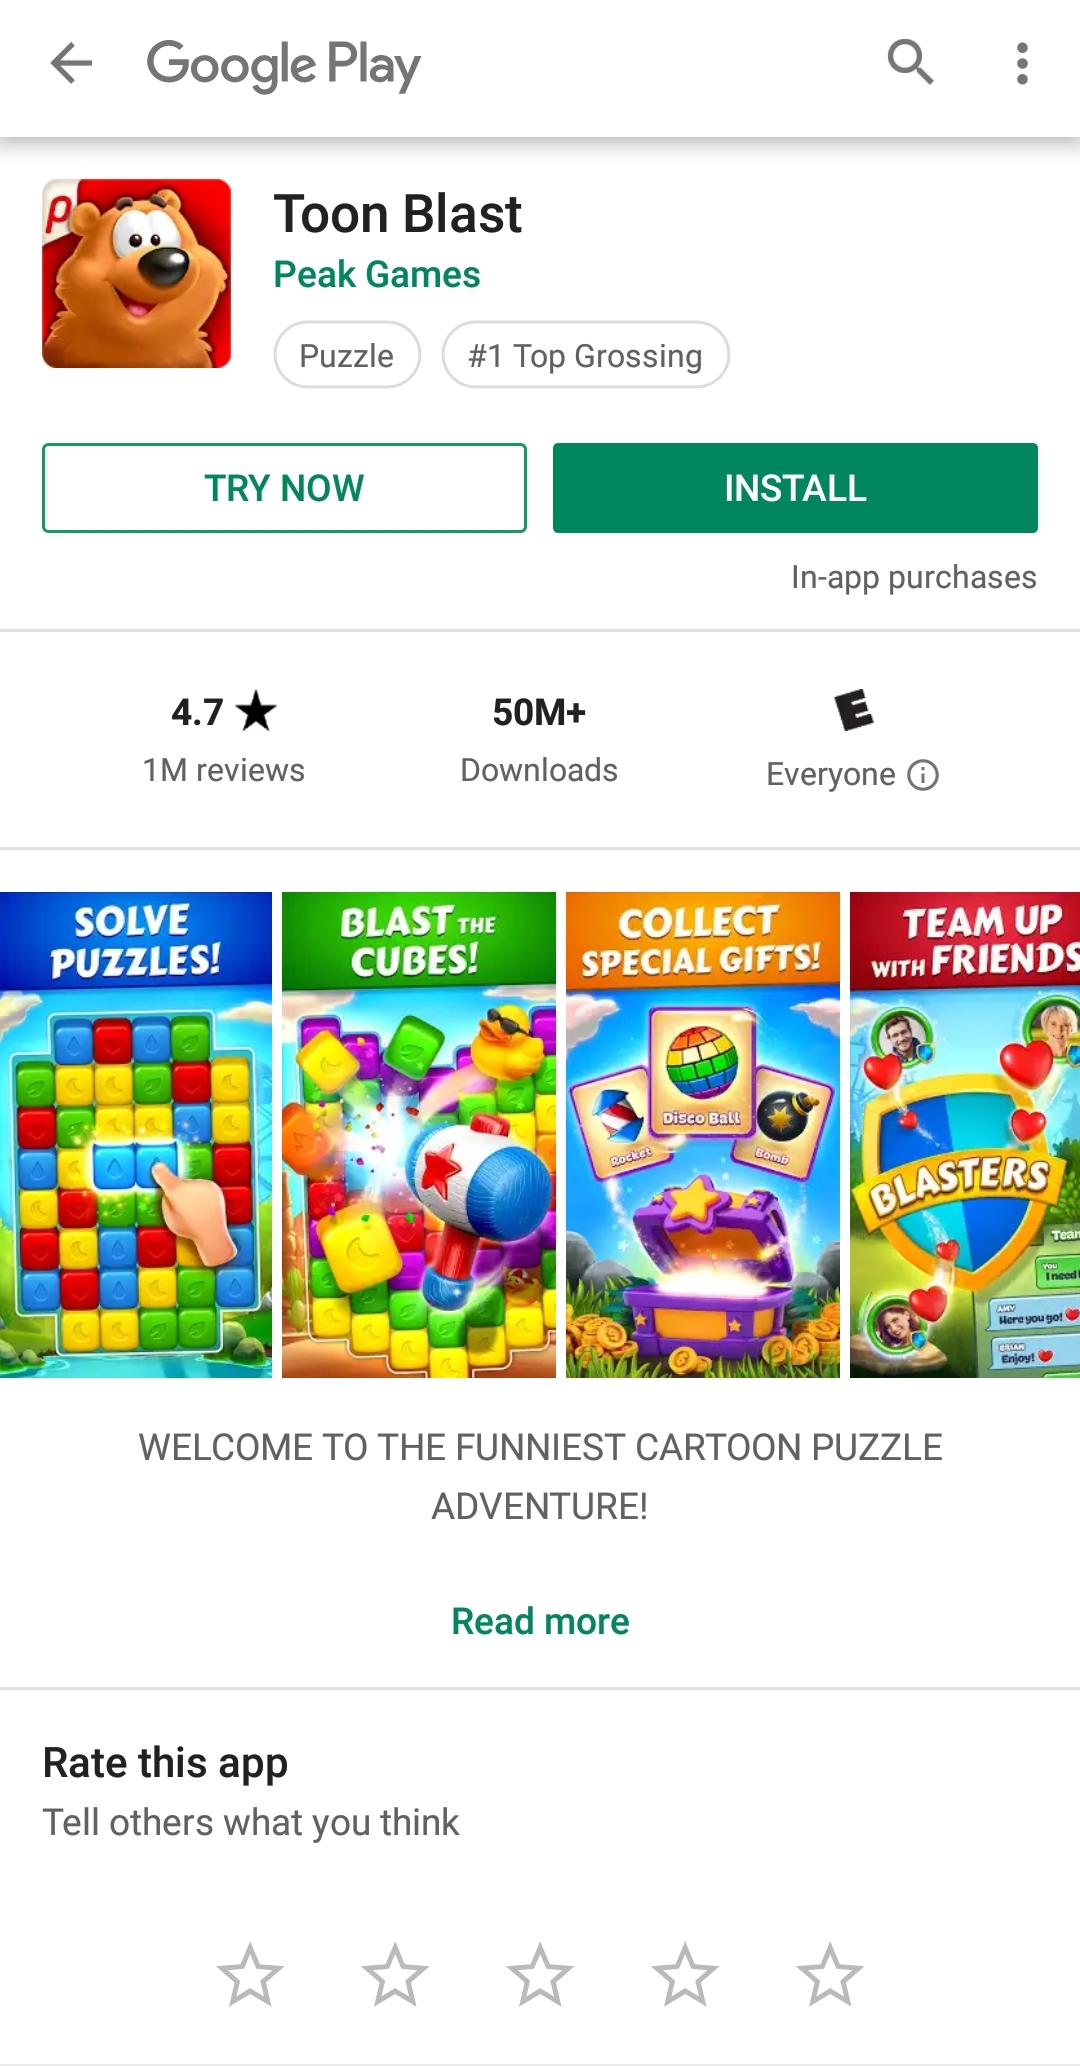 Google Play
p
Toon Blast
Peak Games
Puzzle
#1 Top Grossing
TRY NOW
INSTALL
In-app purchases
4.7 ★
1M reviews
50M+
Downloads
E
Everyone
SOLVE
PUZZLES!
BLAST THE
CUBES!
COLLECT
SPECIAL GIFTS!
Disco Ball
Rocket
Bomb
TEAM UP
WITH FRIENDS
BLASTERS
Team
You
I need
AMY
Here you go!
BRIAN
Enjoy!
WELCOME TO THE FUNNIEST CARTOON PUZZLE
ADVENTURE!
Read more
Rate this app
Tell others what you think